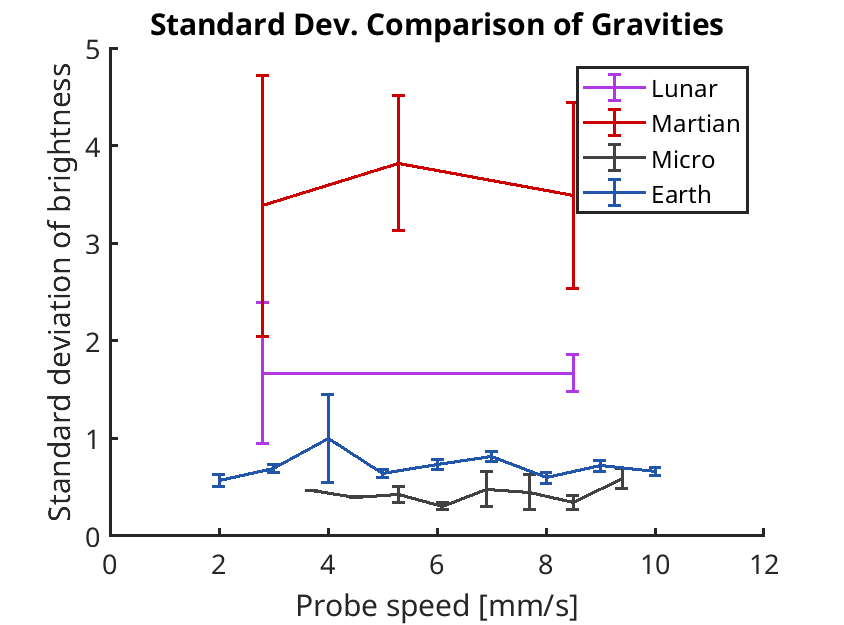 Standard Dev. Comparison of Gravities
Standard deviation of brightness
5
4
3
2
1
0
0 2 4 6 8 10 12
Probe speed [mm/s]
Lunar
Martian
Micro
Earth